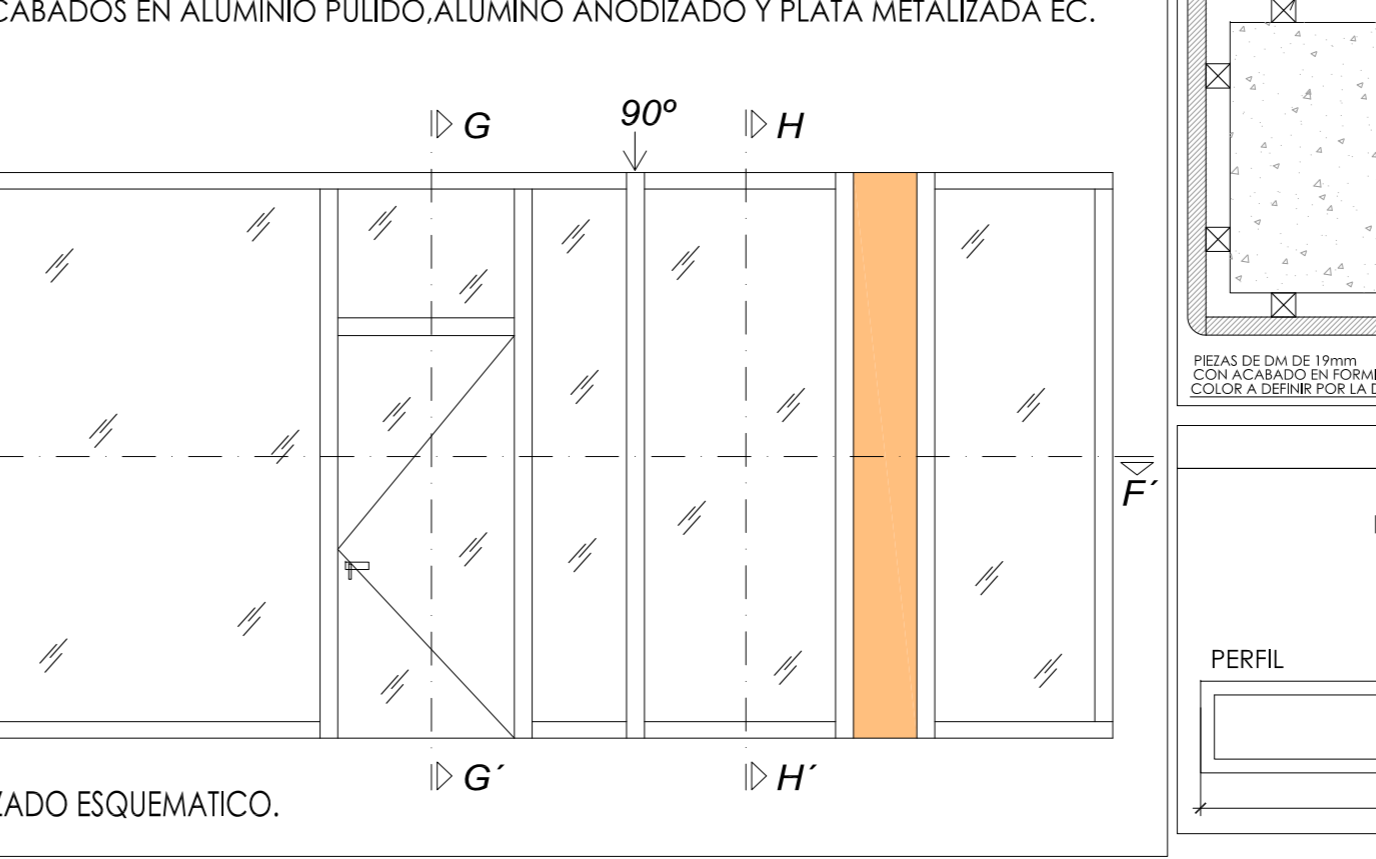 CABADOS EN ALUMINIO PULIDO,ALUMINO ANODIZADO Y PLATA METALIZADA EC.
G
90º
H
PIEZAS DE DM DE 19mm
CON ACABADO EN
COLOR A DEFINIR POR LA
F´
PERFIL
G´
H´
ZADO ESQUEMATICO.